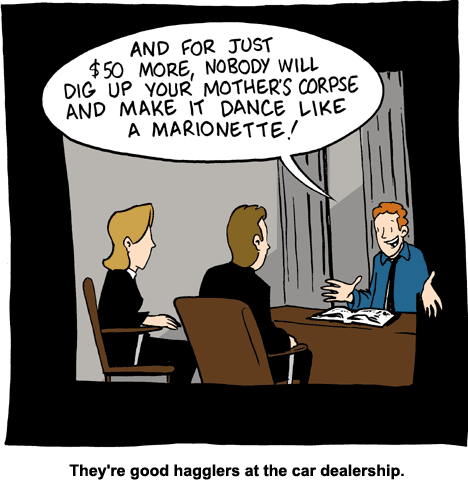 AND FOR JUST
$50 MORE, NOBODY WILL
DIG UP YOUR MOTHER'S CORPSE
AND MAKE IT DANCE LIKE
A MARIONETTE!
They're good hagglers at the car dealership.